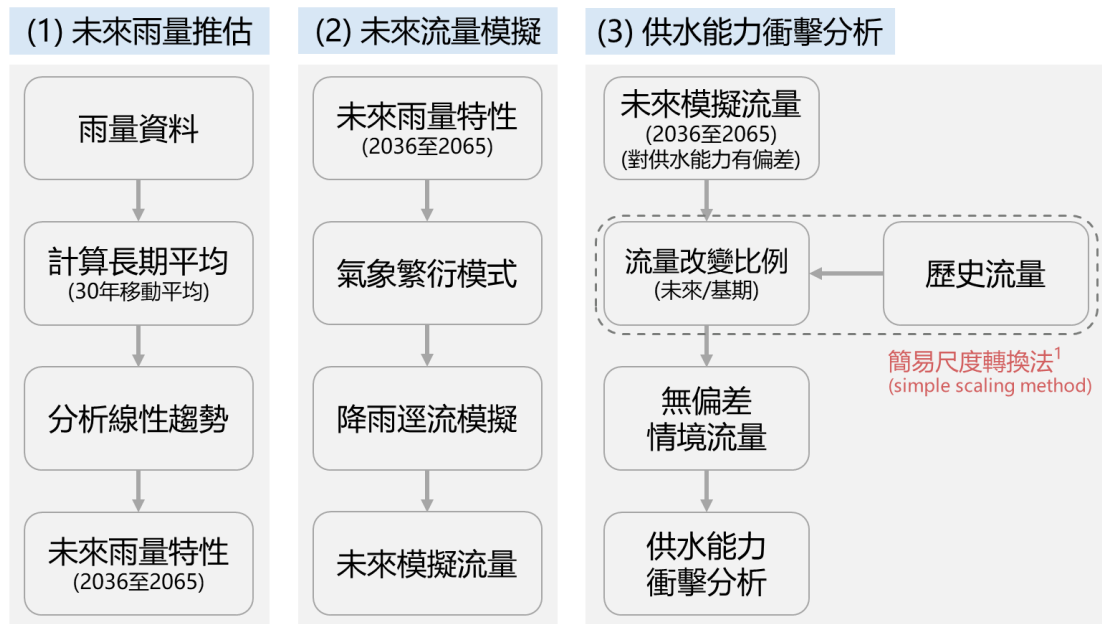 (1) 未來雨量推估
雨量資料
計算長期平均
(30年移動平均)
分析線性趨勢
未來雨量特性
(2036至2065)
(2) 未來流量模擬
未來雨量特性
(2036至2065)
氣象繁衍模式
降雨逕流模擬
未來模擬流量
(3) 供水能力衝擊分析
未來模擬流量
(2036至2065)
(對供水能力有偏差)
流量改變比例
(未來/基期)
歷史流量
簡易尺度轉換法¹
(simple scaling method)
無偏差
情境流量
供水能力
衝擊分析